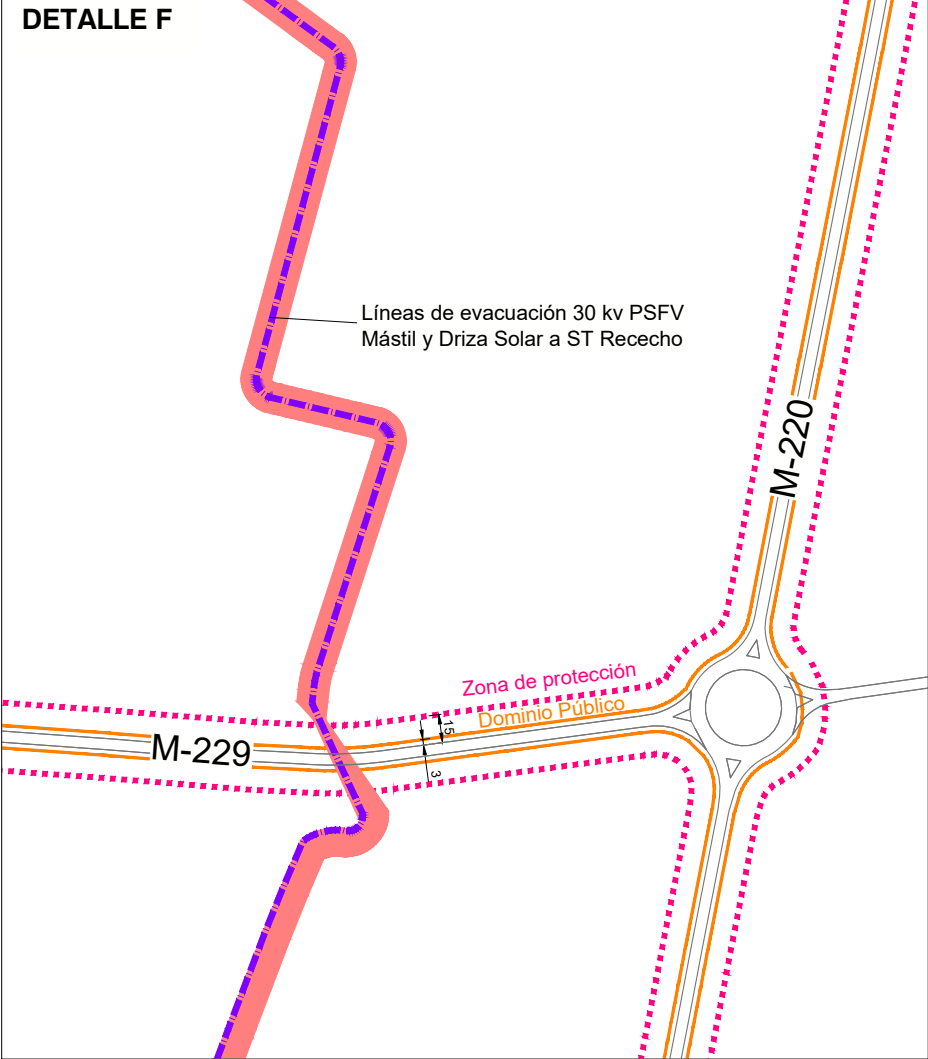 DETALLE F
Líneas de evacuación 30 kv PSFV
Mástil y Driza Solar a ST Rececho
M-220
Zona de protección
Dominio Público
15
M-229
3